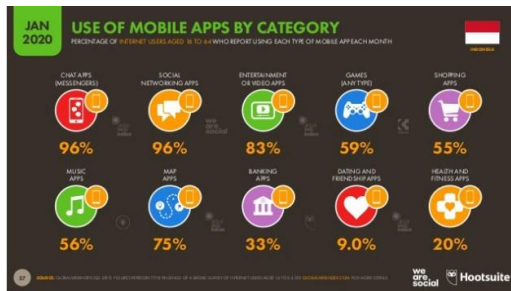 JAN
2020
USE OF MOBILE APPS BY CATEGORY
PERCENTAGE OF INTERNET USERS AGED 16 TO 64 WHO REPORT USING EACH TYPE OF MOBILE APP EACH MONTH
INDONESIA
CHAT APPS
(MESSENGERS)
SOCIAL
NETWORKING APPS
ENTERTAINMENT
OR VIDEO APPS
GAMES
(ANY TYPE)
SHOPPING
APPS
96%
96%
83%
59%
55%
MUSIC
APPS
MAP
APPS
BANKING
APPS
DATING AND
FRIENDSHIP APPS
HEALTH AND
FITNESS APPS
56%
75%
33%
9.0%
20%
57
SOURCE:
we
are
social
Hootsuite